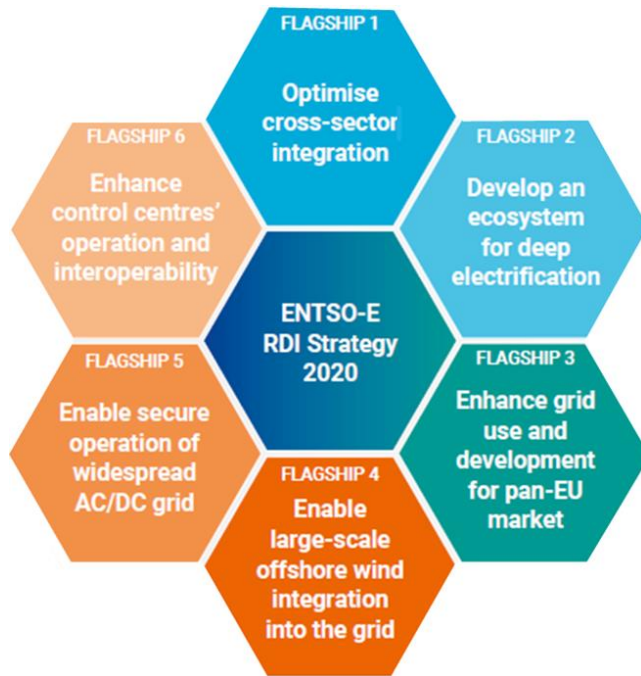 FLAGSHIP 1
Optimise
cross-sector
integration
FLAGSHIP 2
Develop an
ecosystem
for deep
electrification
FLAGSHIP 3
Enhance grid
use and
development
for pan-EU
market
FLAGSHIP 4
Enable
large-scale
offshore wind
integration
into the grid
FLAGSHIP 5
Enable secure
operation of
widespread
AC/DC grid
FLAGSHIP 6
Enhance
control centres’
operation and
interoperability
ENTSO-E
RDI Strategy
2020